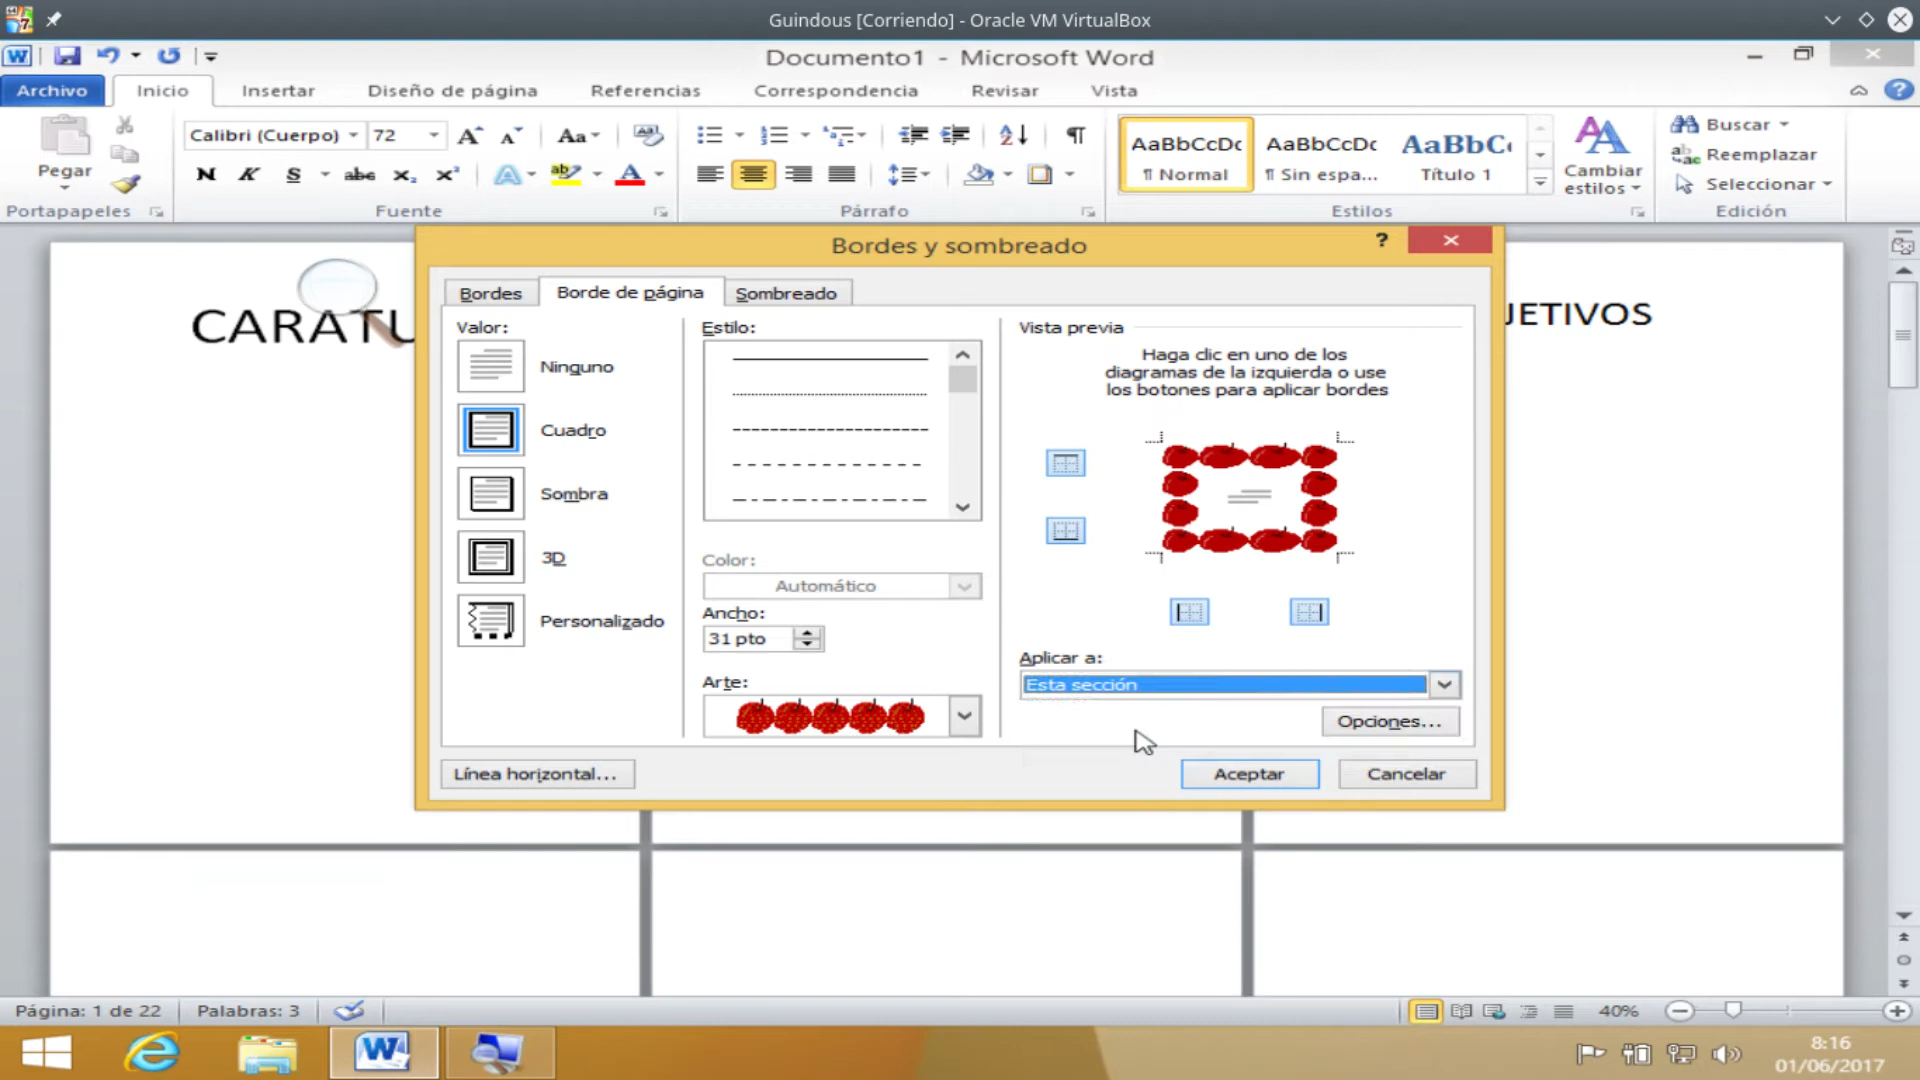 Guindous [Corriendo] - Oracle VM VirtualBox
Documento1 - Microsoft Word
Archivo Inicio Insertar Diseño de página Referencias Correspondencia Revisar Vista
Calibri (Cuerpo) 72 Aa
Pegar
N K S abc x₂ x²
Portapapeles Fuente Párrafo Estilos Edición
AaBbCcDc AaBbCcDc AaBbC
¶ Normal ¶ Sin espa... Título 1
Cambiar
estilos
Buscar
Reemplazar
Seleccionar
Bordes y sombreado
Bordes Borde de página Sombreado
CARATU
JETIVOS
Valor:
Ninguno
Cuadro
Sombra
3D
Personalizado
Estilo:
Color:
Automático
Ancho:
31 pto
Arte:
Vista previa
Haga clic en uno de los
diagramas de la izquierda o use
los botones para aplicar bordes
Aplicar a:
Esta sección
Opciones...
Línea horizontal... Aceptar Cancelar
Página: 1 de 22 Palabras: 3 40%
8:16
01/06/2017